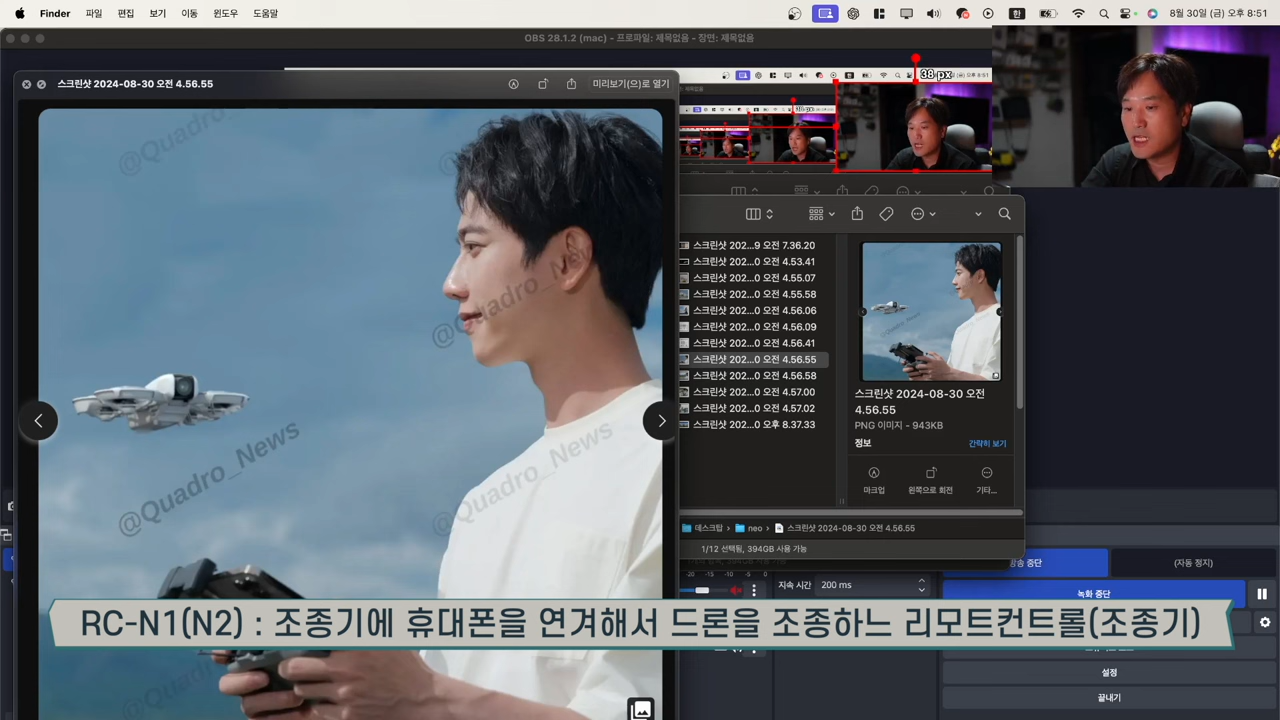 Finder 파일 편집 보기 이동 윈도우 도움말
한 8월 30일 (금) 오후 8:51
OBS 28.1.2 (mac) - 프로파일: 제목없음 - 장면: 제목없음
스크린샷 2024-08-30 오전 4.56.55
미리보기(으)로 열기
38 px
@Quadro_News
@Quadro_News
@Quadro_News
@Quadro_News
스크린샷 202...9 오전 7.36.20
스크린샷 202...0 오전 4.53.41
스크린샷 202...0 오전 4.55.07
스크린샷 202...0 오전 4.55.58
스크린샷 202...0 오전 4.56.06
스크린샷 202...0 오전 4.56.09
스크린샷 202...0 오전 4.56.41
스크린샷 202...0 오전 4.56.55
스크린샷 202...0 오전 4.56.58
스크린샷 202...0 오전 4.57.00
스크린샷 202...0 오전 4.57.02
스크린샷 202...0 오후 8.37.33
스크린샷 2024-08-30 오전
4.56.55
PNG 이미지 - 943KB
정보 간략히 보기
마크업 왼쪽으로 회전 기타...
데스크탑 › neo › 스크린샷 2024-08-30 오전 4.56.55
1/12 선택됨, 394GB 사용 가능
방송 중단 (자동 정지)
-20 -15 -10 -5 0
지속 시간 200 ms
녹화 중단
RC-N1(N2) : 조종기에 휴대폰을 연겨해서 드론을 조종하느 리모트컨트롤(조종기)
설정
끝내기